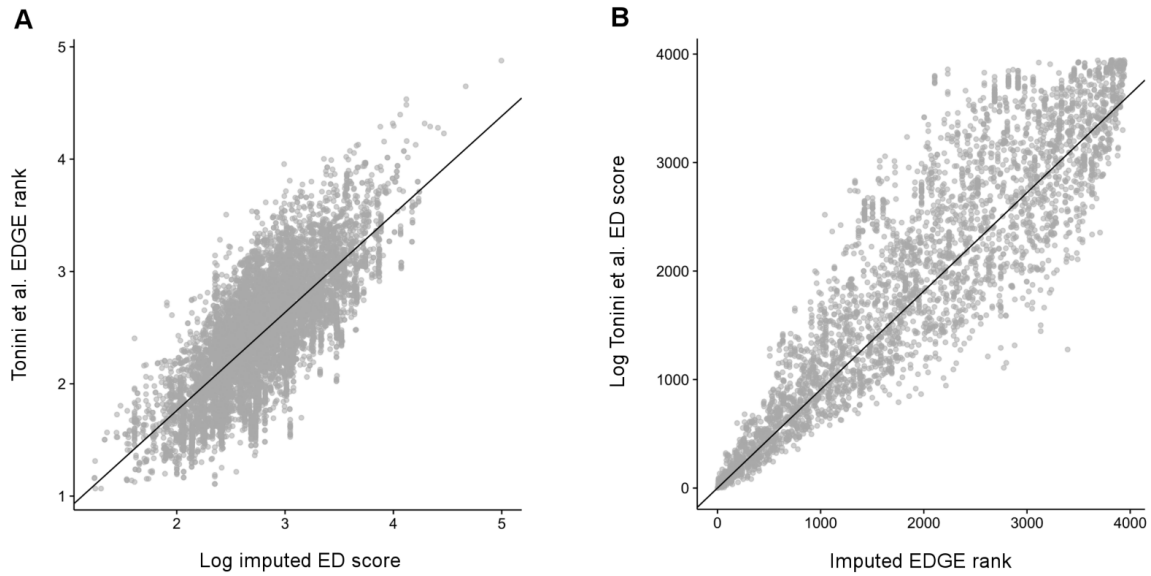 A
Tonini et al. EDGE rank
5
4
3
2
1
2 3 4 5
Log imputed ED score
B
Log Tonini et al. ED score
4000
3000
2000
1000
0
0 1000 2000 3000 4000
Imputed EDGE rank